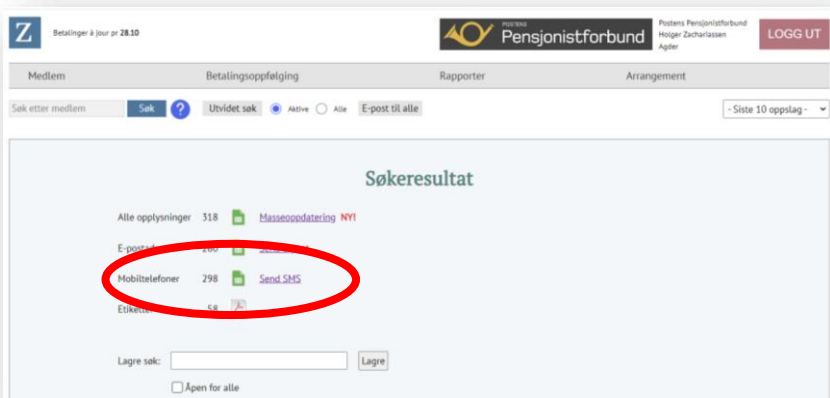 Z
Betalinger à jour pr 28.10
POSTENS
Pensjonistforbund
Postens Pensjonistforbund
Holger Zachariassen
Agder
LOGG UT
Medlem Betalingsoppfølging Rapporter Arrangement
Søk etter medlem Søk ? Utvidet søk Aktive Alle E-post til alle - Siste 10 oppslag -
Søkeresultat
Alle opplysninger 318 Masseoppdatering NY!
Mobiltelefoner 298 Send SMS
58
Lagre søk: Lagre
Åpen for alle